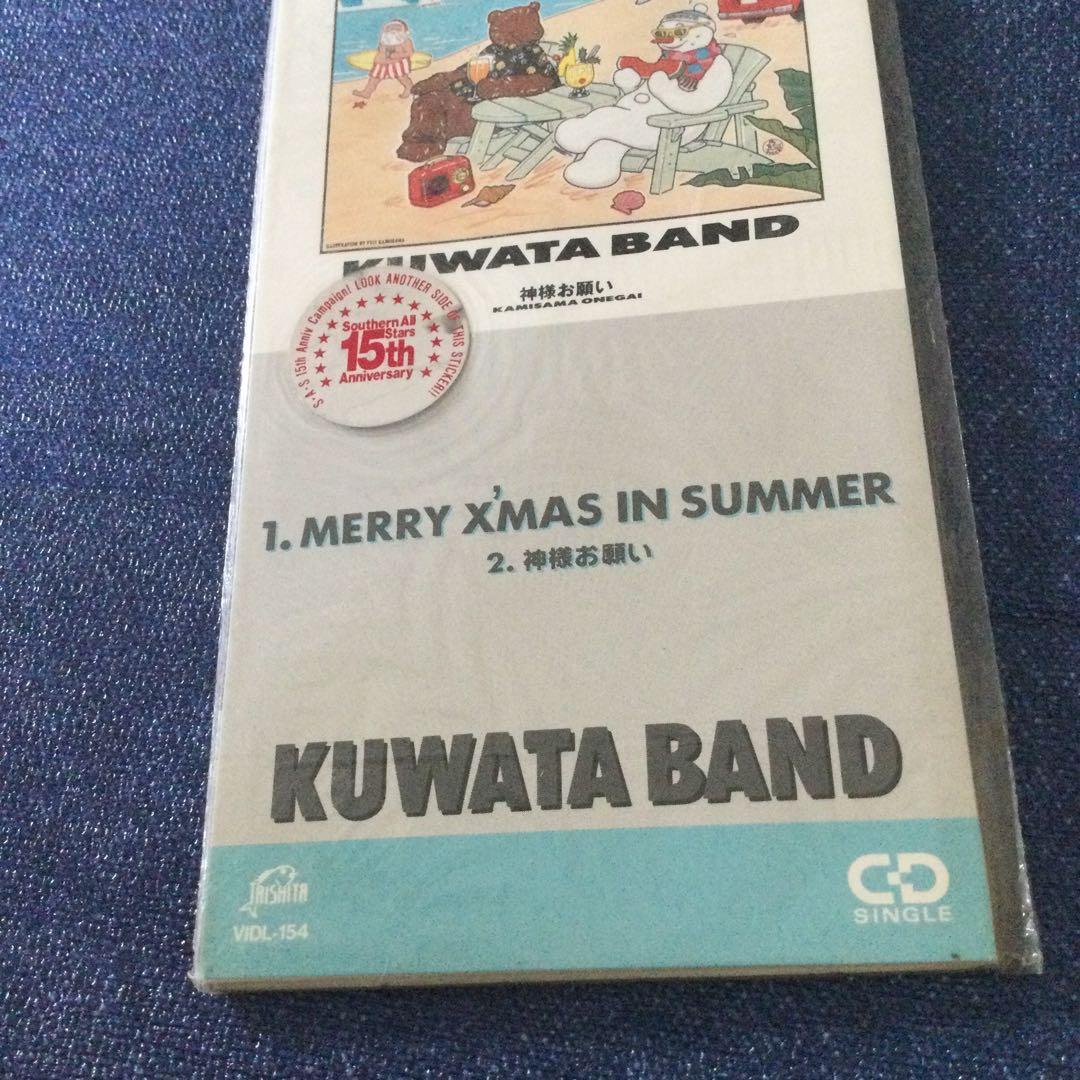 ILLUSTRATION BY YUJI KAMOSAWA
KUWATA BAND
神様お願い
KAMISAMA ONEGAI
S・A・S 15th Anniv Campaign! LOOK ANOTHER SIDE OF THIS STICKER!!
Southern All
Stars
15th
Anniversary
1. MERRY X'MAS IN SUMMER
2. 神様お願い
KUWATA BAND
TAISHITA
VIDL-154
CD
SINGLE